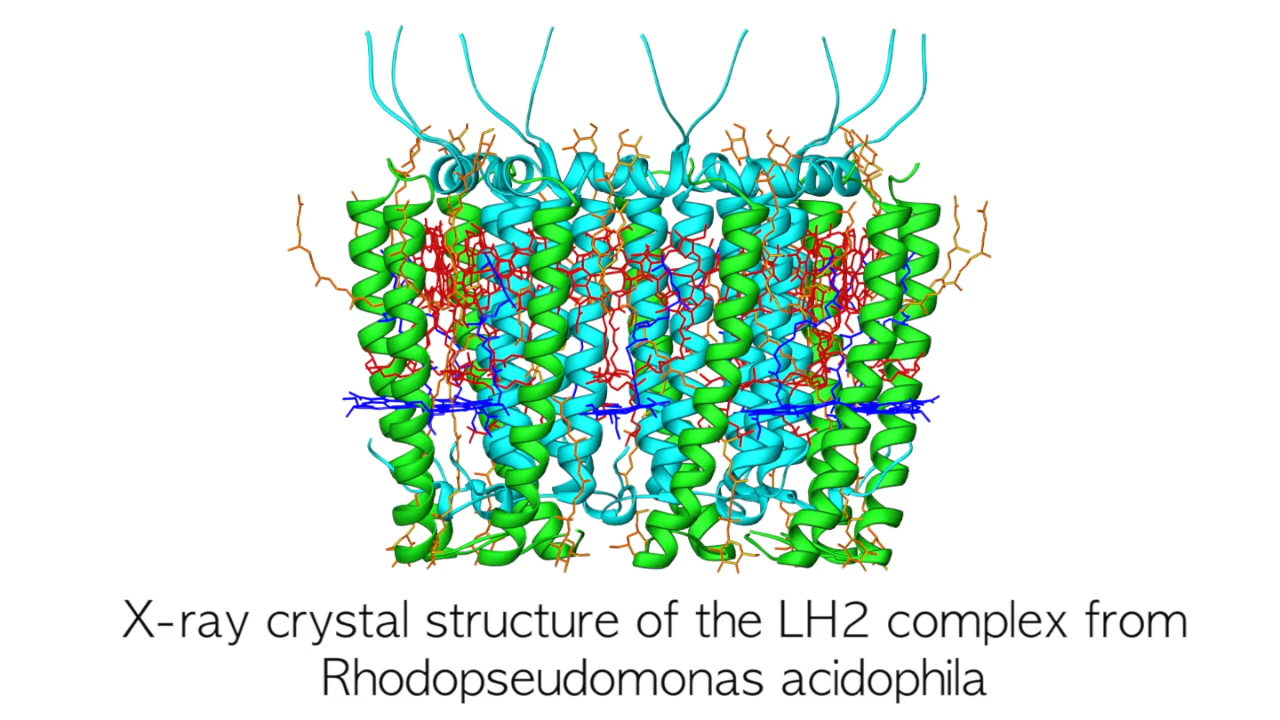 X-ray crystal structure of the LH2 complex from
Rhodopseudomonas acidophila